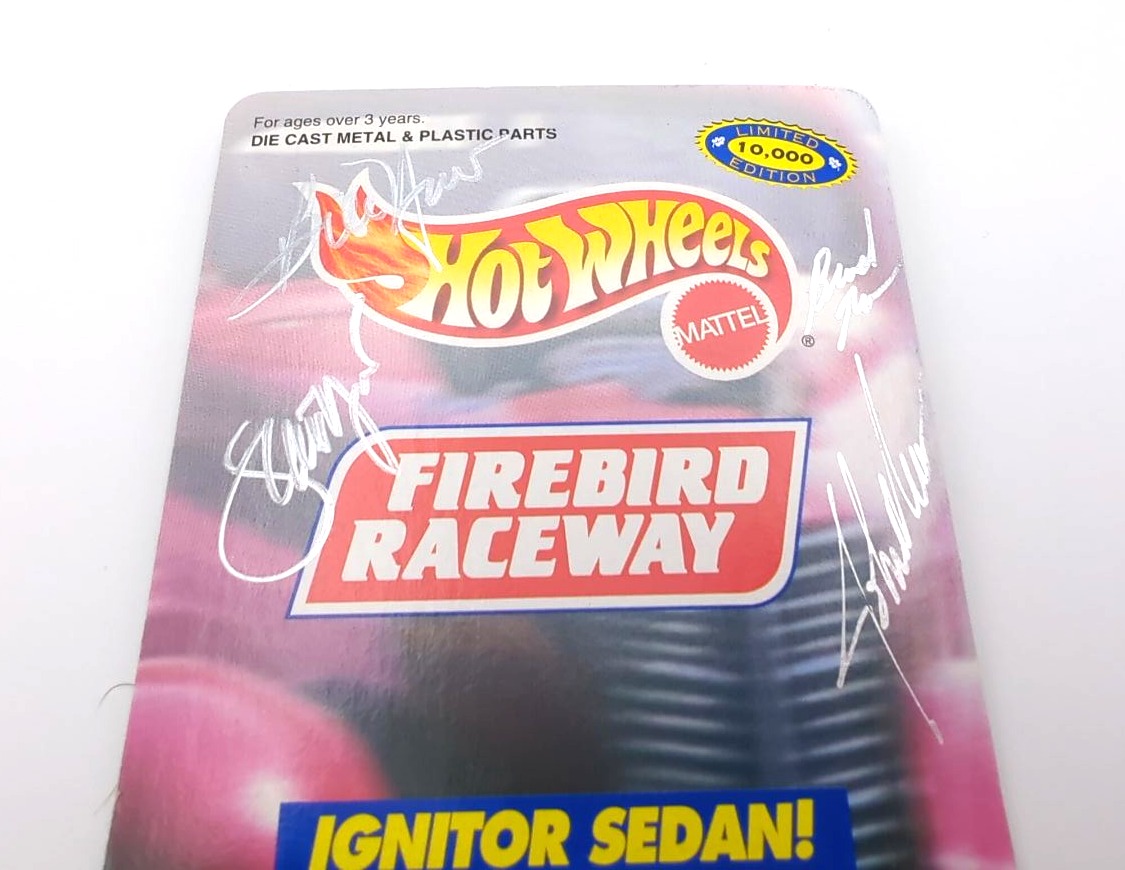 For ages over 3 years.
DIE CAST METAL & PLASTIC PARTS
LIMITED
10,000
EDITION
Hot Wheels
MATTEL
®
FIREBIRD
RACEWAY
IGNITOR SEDAN!